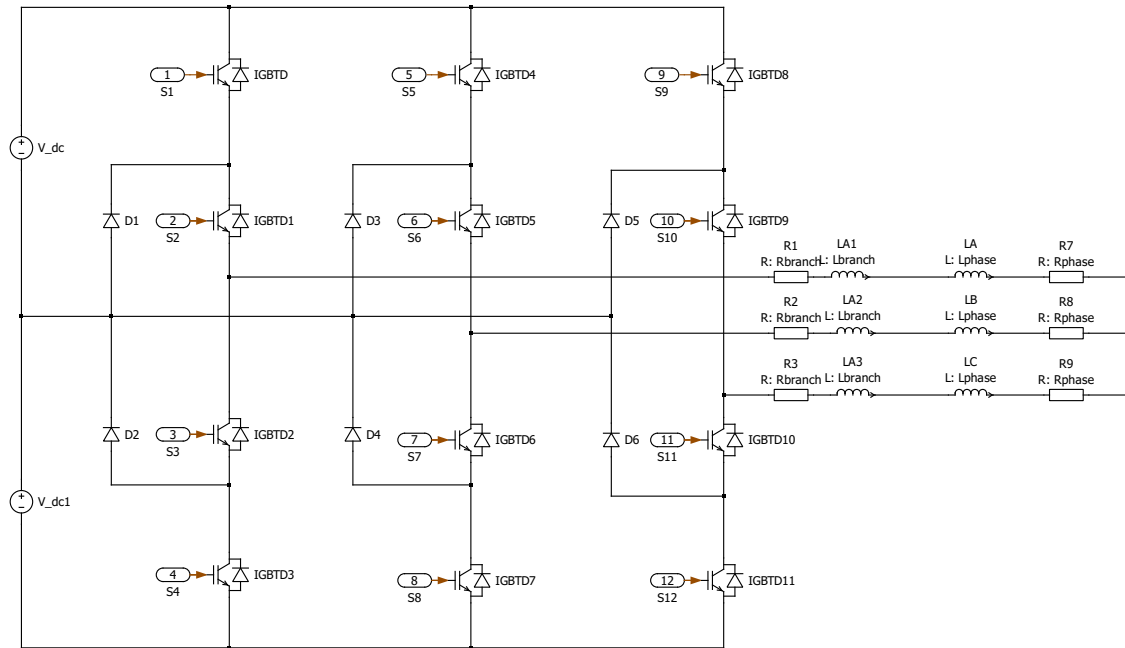 1
S1
IGBTD
5
S5
IGBTD4
9
S9
IGBTD8
V_dc
D1
2
S2
IGBTD1
D3
6
S6
IGBTD5
D5
10
S10
IGBTD9
R1
R: Rbranch
LA1
L: Lbranch
LA
L: Lphase
R7
R: Rphase
R2
R: Rbranch
LA2
L: Lbranch
LB
L: Lphase
R8
R: Rphase
R3
R: Rbranch
LA3
L: Lbranch
LC
L: Lphase
R9
R: Rphase
D2
3
S3
IGBTD2
D4
7
S7
IGBTD6
D6
11
S11
IGBTD10
V_dc1
4
S4
IGBTD3
8
S8
IGBTD7
12
S12
IGBTD11